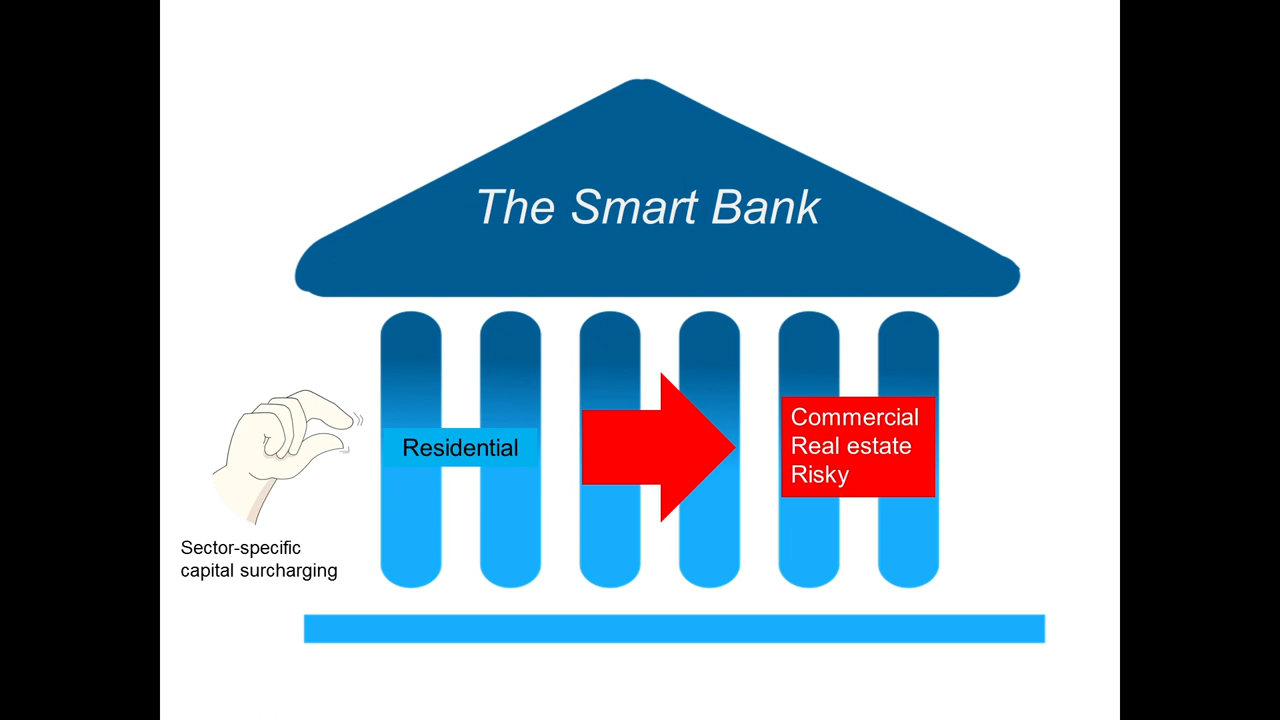 The Smart Bank
Residential
Commercial
Real estate
Risky
Sector-specific
capital surcharging